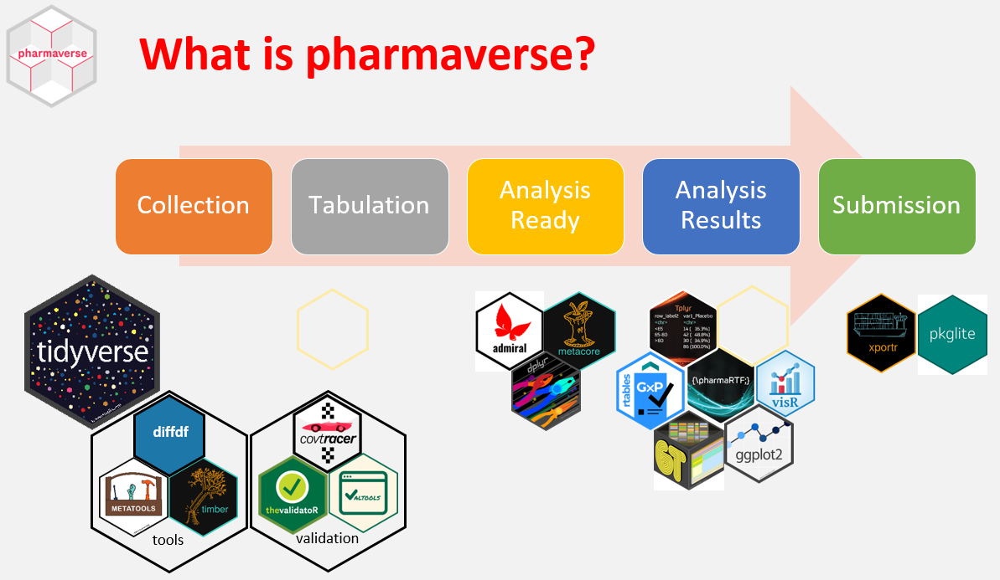 pharmaverse
What is pharmaverse?
Collection
Tabulation
Analysis
Ready
Analysis
Results
Submission
tidyverse
admiral
metacore
dplyr
Tplyr
row_label2 var1_Placebo
<chr> <chr>
<65 14 ( 16.3%)
65-80 42 ( 48.8%)
>80 30 ( 34.9%)
86 (100.0%)
rtables
GxP
{\pharmaRTF;}
visR
GT
ggplot2
xportr
pkglite
diffdf
METATOOLS
timber
tools
covtracer
thevalidatoR
VALTOOLS
validation